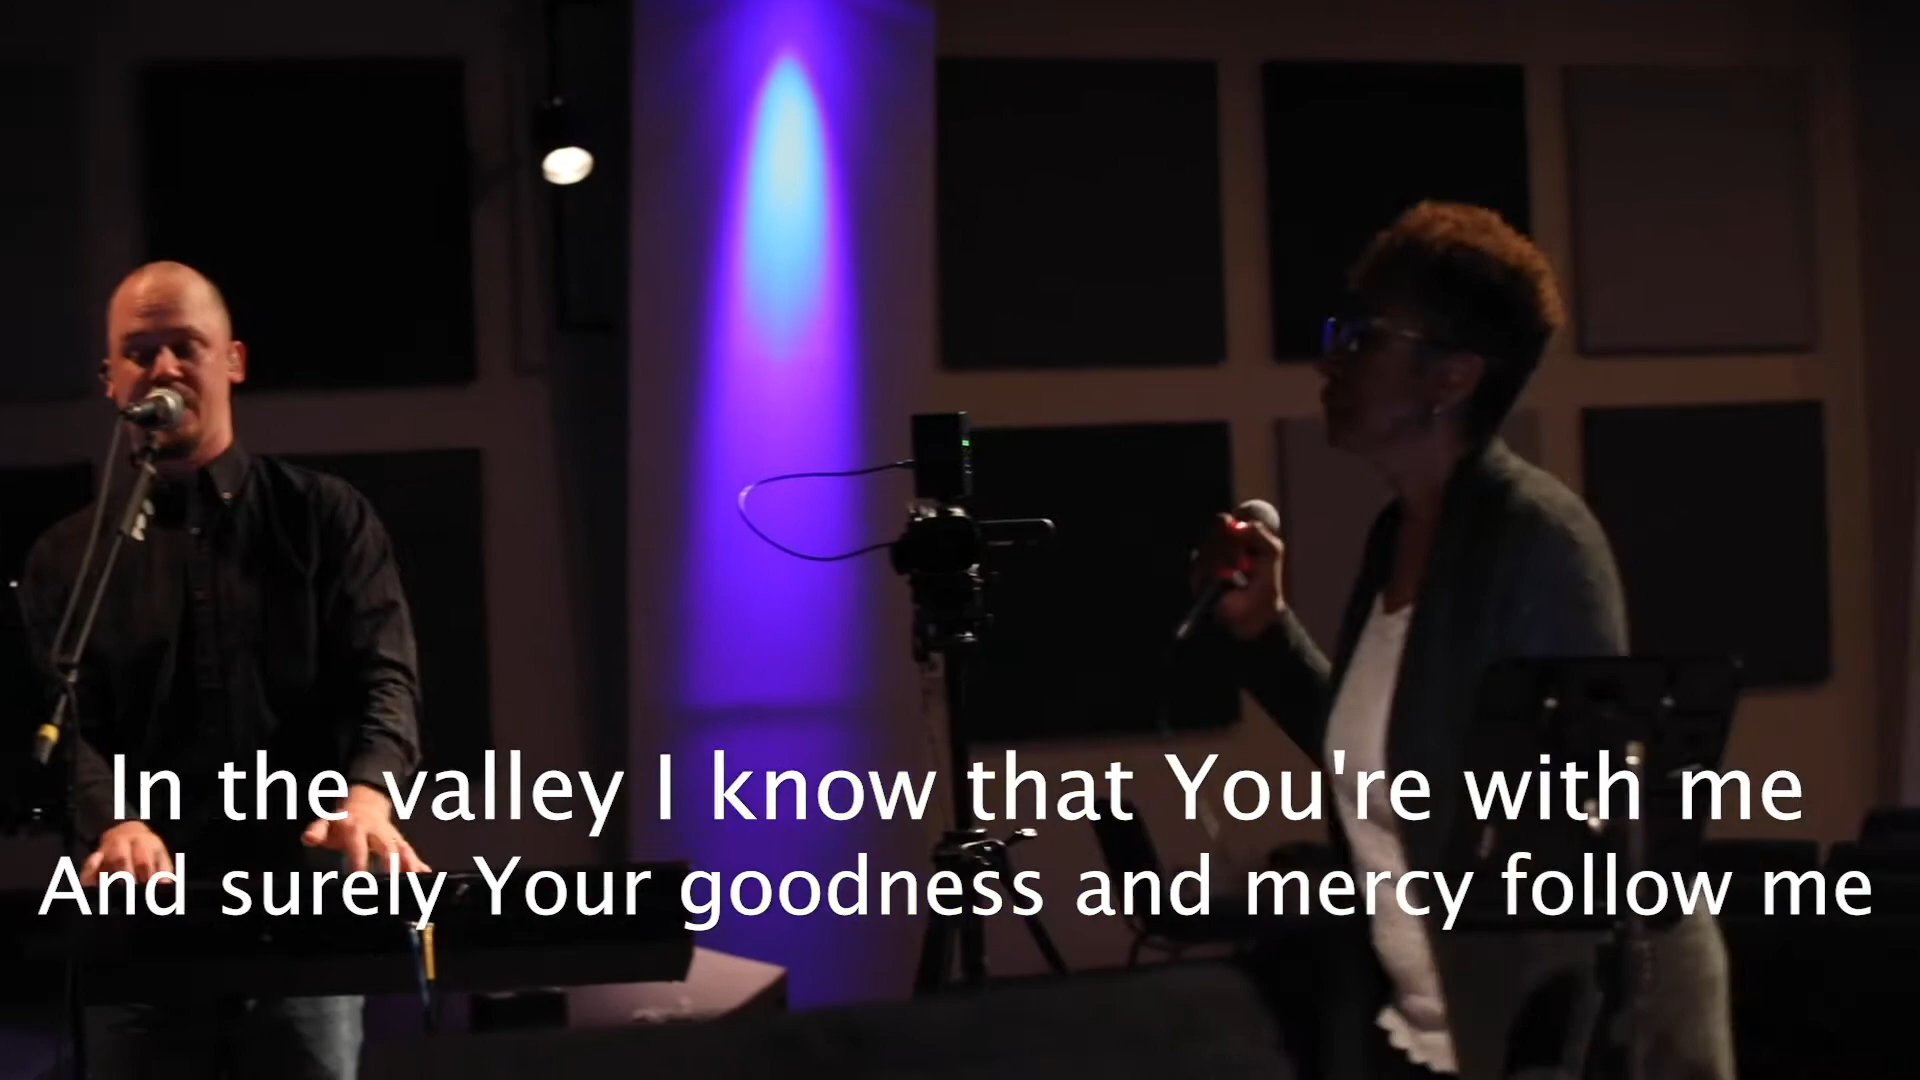 In the valley I know that You're with me
And surely Your goodness and mercy follow me